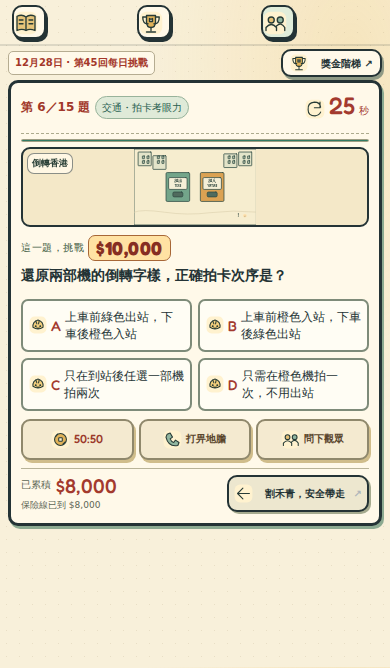 12月28日 · 第45回每日挑戰
獎金階梯 ↗
第 6／15 題
交通 · 拍卡考眼力
25 秒
倒轉香港
這一題，挑戰
$10,000
還原兩部機的倒轉字樣，正確拍卡次序是？
A 上車前綠色出站，下
車後橙色入站
B 上車前橙色入站，下車
後綠色出站
C 只在到站後任選一部機
拍兩次
D 只需在橙色機拍一
次，不用出站
50:50
打畀地膽
問下觀眾
已累積 $8,000
保險線已到 $8,000
割禾青，安全帶走 ↗